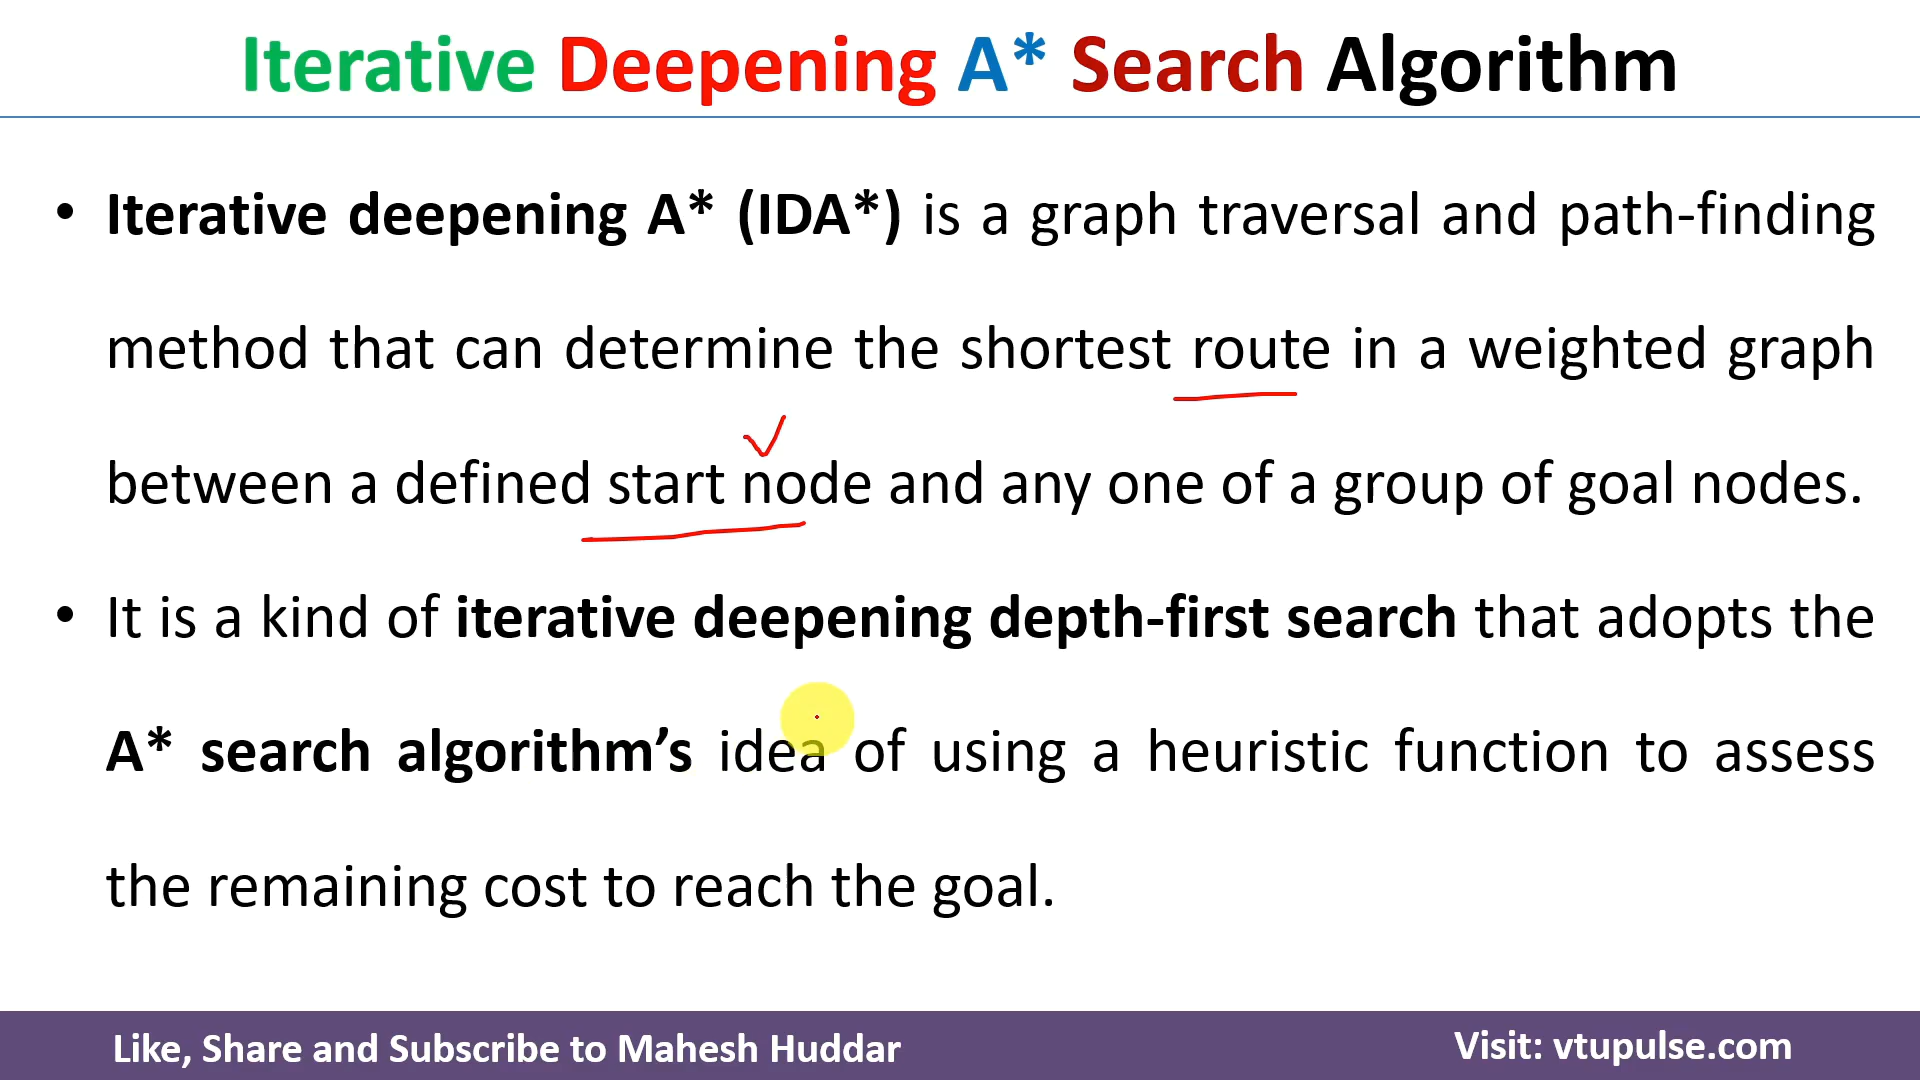 Iterative Deepening A* Search Algorithm
• Iterative deepening A* (IDA*) is a graph traversal and path-finding
method that can determine the shortest route in a weighted graph
between a defined start node and any one of a group of goal nodes.
• It is a kind of iterative deepening depth-first search that adopts the
A* search algorithm’s idea of using a heuristic function to assess
the remaining cost to reach the goal.
Like, Share and Subscribe to Mahesh Huddar
Visit: vtupulse.com